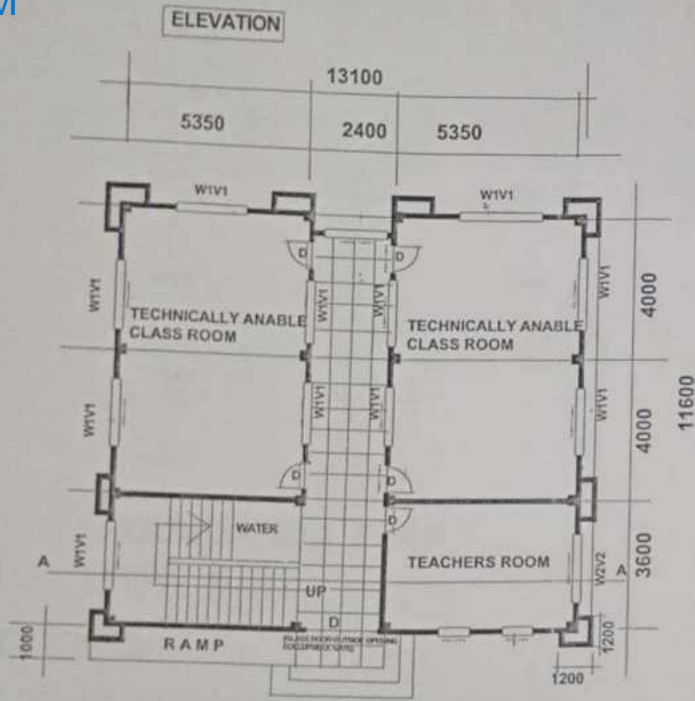 M
ELEVATION
13100
5350
2400
5350
W1V1
W1V1
D
D
W1V1
W1V1
W1V1
W1V1
4000
TECHNICALLY ANABLE
CLASS ROOM
TECHNICALLY ANABLE
CLASS ROOM
11600
W1V1
W1V1
W1V1
W1V1
4000
D
D
D
WATER
W1V1
A
UP
TEACHERS ROOM
W2V2
A
3600
D
RAMP
1000
1200
1200